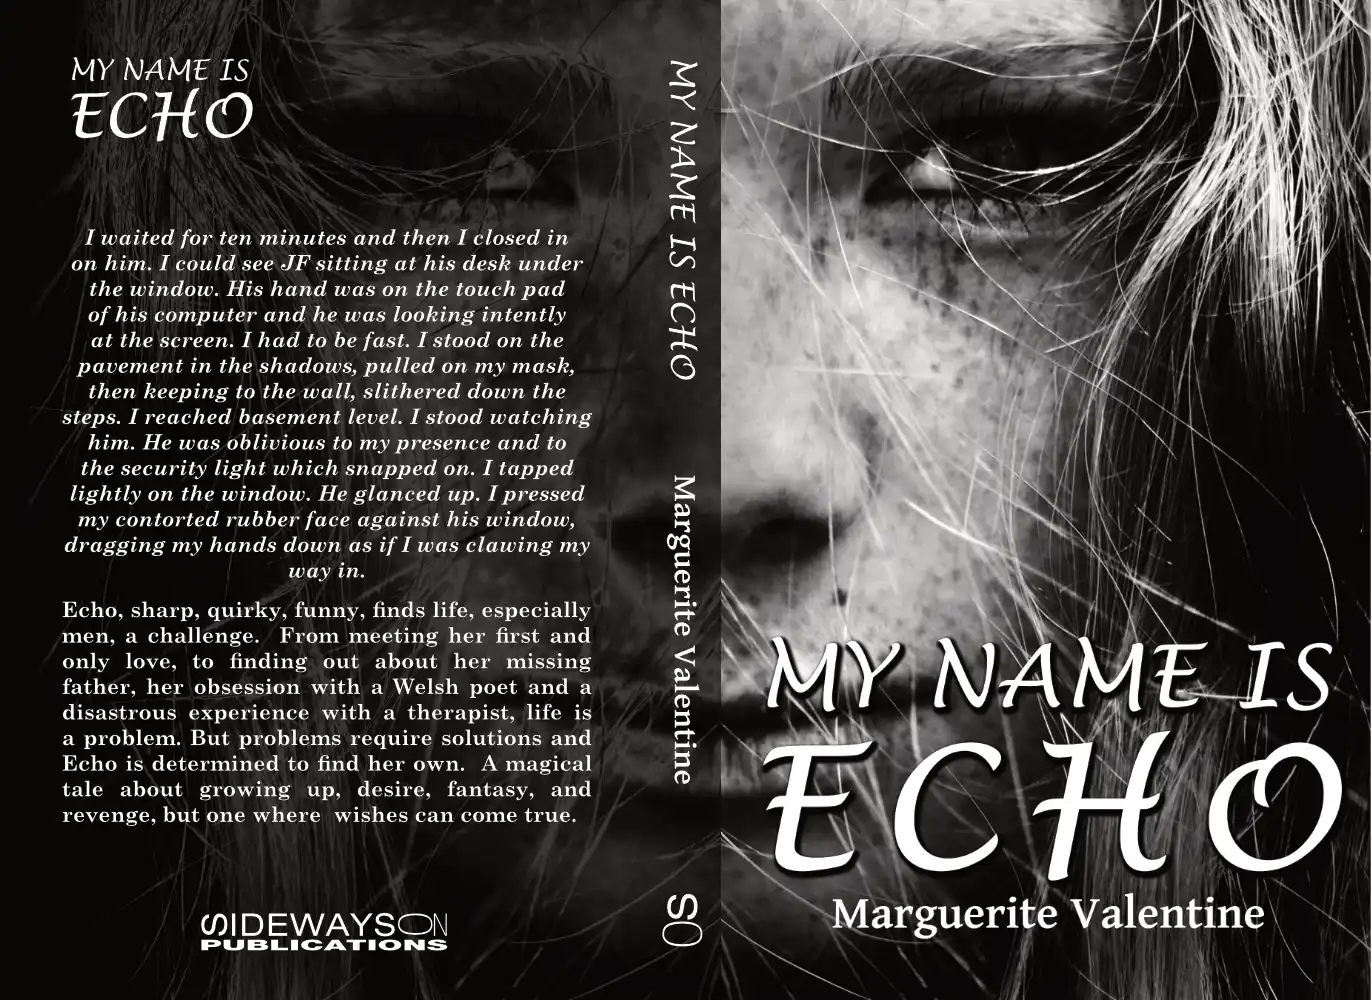 MY NAME IS
ECHO
I waited for ten minutes and then I closed in
on him. I could see JF sitting at his desk under
the window. His hand was on the touch pad
of his computer and he was looking intently
at the screen. I had to be fast. I stood on the
pavement in the shadows, pulled on my mask,
then keeping to the wall, slithered down the
steps. I reached basement level. I stood watching
him. He was oblivious to my presence and to
the security light which snapped on. I tapped
lightly on the window. He glanced up. I pressed
my contorted rubber face against his window,
dragging my hands down as if I was clawing my
way in.
Echo, sharp, quirky, funny, finds life, especially
men, a challenge. From meeting her first and
only love, to finding out about her missing
father, her obsession with a Welsh poet and a
disastrous experience with a therapist, life is
a problem. But problems require solutions and
Echo is determined to find her own. A magical
tale about growing up, desire, fantasy, and
revenge, but one where wishes can come true.
SIDEWAYSON
PUBLICATIONS
MY NAME IS ECHO
Marguerite Valentine
SO
MY NAME IS
ECHO
Marguerite Valentine